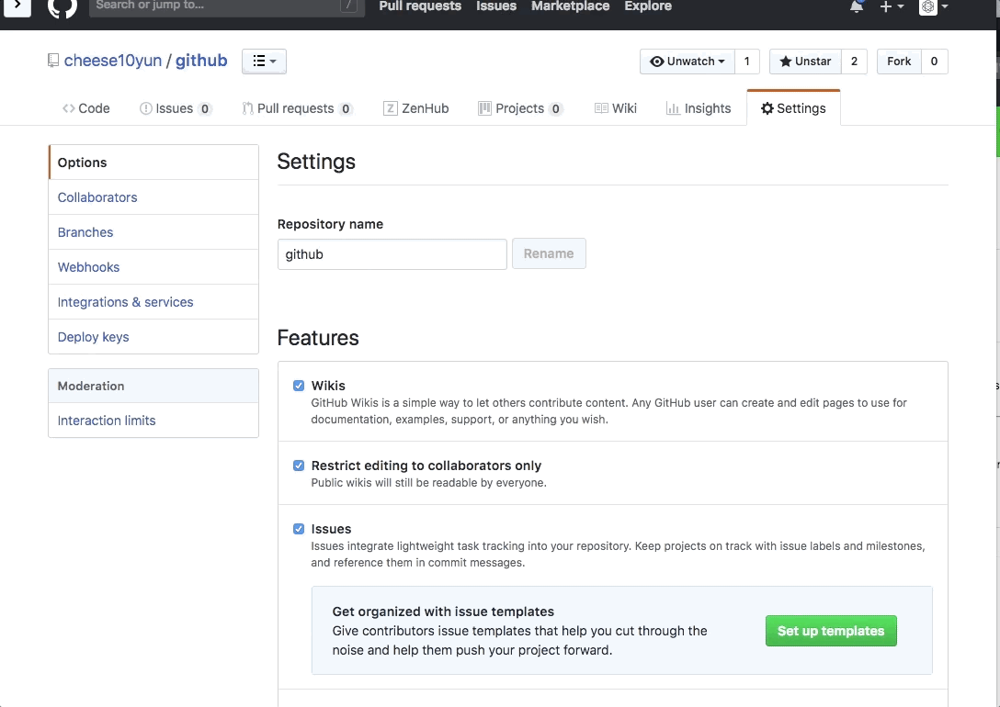 Search or jump to...
/
Pull requests Issues Marketplace Explore
cheese10yun / github
Unwatch 1 Unstar 2 Fork 0
Code Issues 0 Pull requests 0 ZenHub Projects 0 Wiki Insights Settings
Options
Collaborators
Branches
Webhooks
Integrations & services
Deploy keys
Moderation
Interaction limits
Settings
Repository name
github Rename
Features
Wikis
GitHub Wikis is a simple way to let others contribute content. Any GitHub user can create and edit pages to use for
documentation, examples, support, or anything you wish.
Restrict editing to collaborators only
Public wikis will still be readable by everyone.
Issues
Issues integrate lightweight task tracking into your repository. Keep projects on track with issue labels and milestones,
and reference them in commit messages.
Get organized with issue templates
Give contributors issue templates that help you cut through the
noise and help them push your project forward.
Set up templates